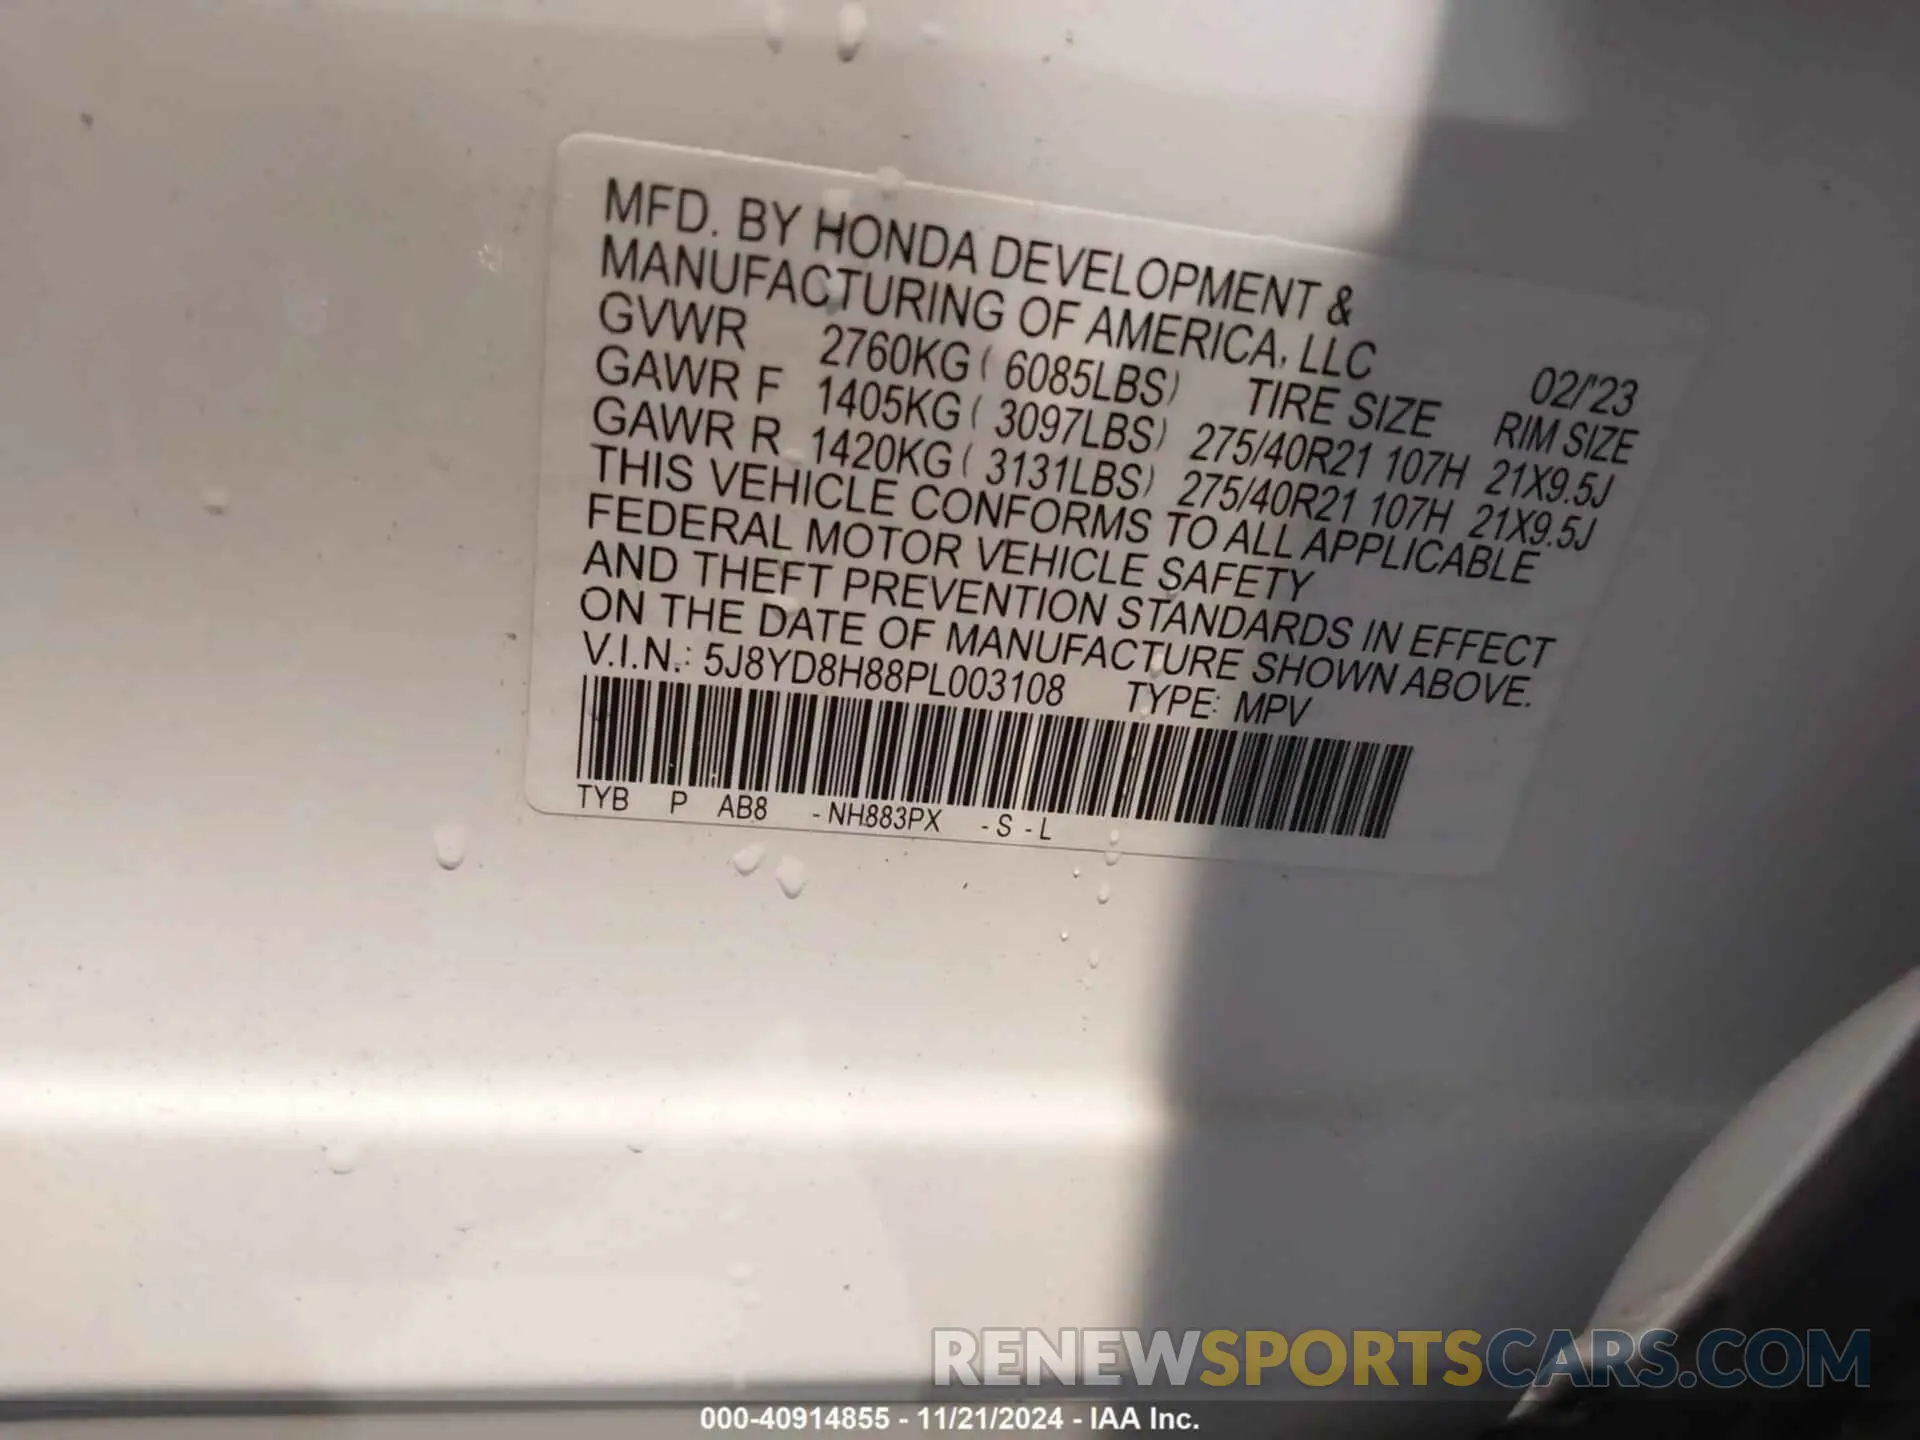 MFD. BY HONDA DEVELOPMENT &
MANUFACTURING OF AMERICA, LLC 02/'23
GVWR 2760KG ( 6085LBS) TIRE SIZE RIM SIZE
GAWR F 1405KG ( 3097LBS) 275/40R21 107H 21X9.5J
GAWR R 1420KG ( 3131LBS) 275/40R21 107H 21X9.5J
THIS VEHICLE CONFORMS TO ALL APPLICABLE
FEDERAL MOTOR VEHICLE SAFETY
AND THEFT PREVENTION STANDARDS IN EFFECT
ON THE DATE OF MANUFACTURE SHOWN ABOVE.
V.I.N.: 5J8YD8H88PL003108 TYPE: MPV
TYB P AB8 - NH883PX - S - L
RENEWSPORTSCARS.COM
000-40914855 - 11/21/2024 - IAA Inc.